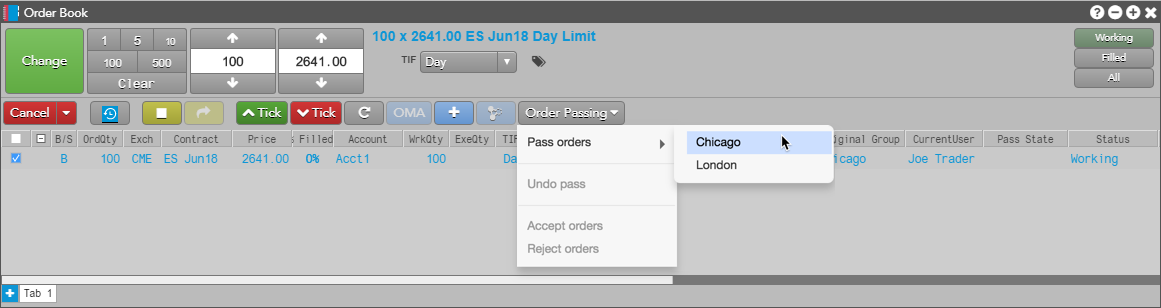 Order Book
Change
1 5 10
100 500
Clear
100
2641.00
100 x 2641.00 ES Jun18 Day Limit
TIF Day
Working
Filled
All
Cancel Tick Tick C OMA Order Passing
B/S OrdQty Exch Contract Price Filled Account WrkQty ExeQty TIF iginal Group CurrentUser Pass State Status
B 100 CME ES Jun18 2641.00 0% Acct1 100 Da icago Joe Trader Working
Pass orders
Chicago
London
Undo pass
Accept orders
Reject orders
Tab 1